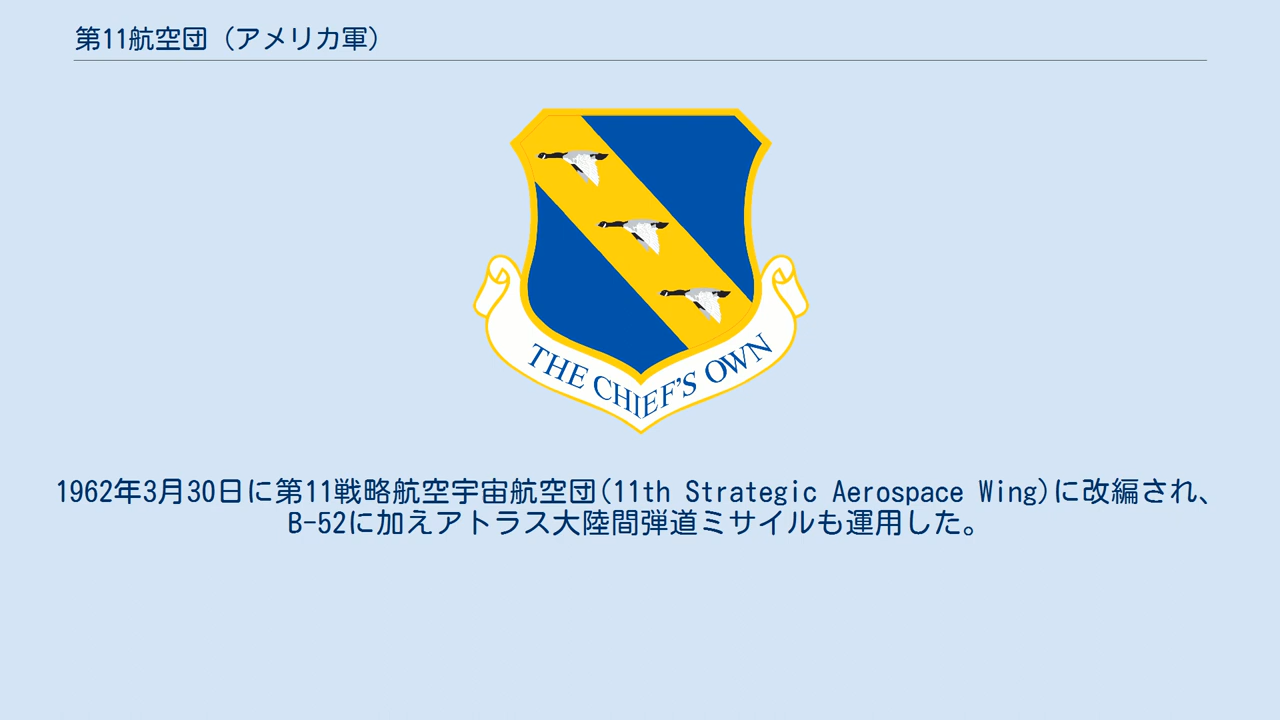 第11航空団（アメリカ軍）
THE CHIEF'S OWN
1962年3月30日に第11戦略航空宇宙航空団(11th Strategic Aerospace Wing)に改編され、
B-52に加えアトラス大陸間弾道ミサイルも運用した。